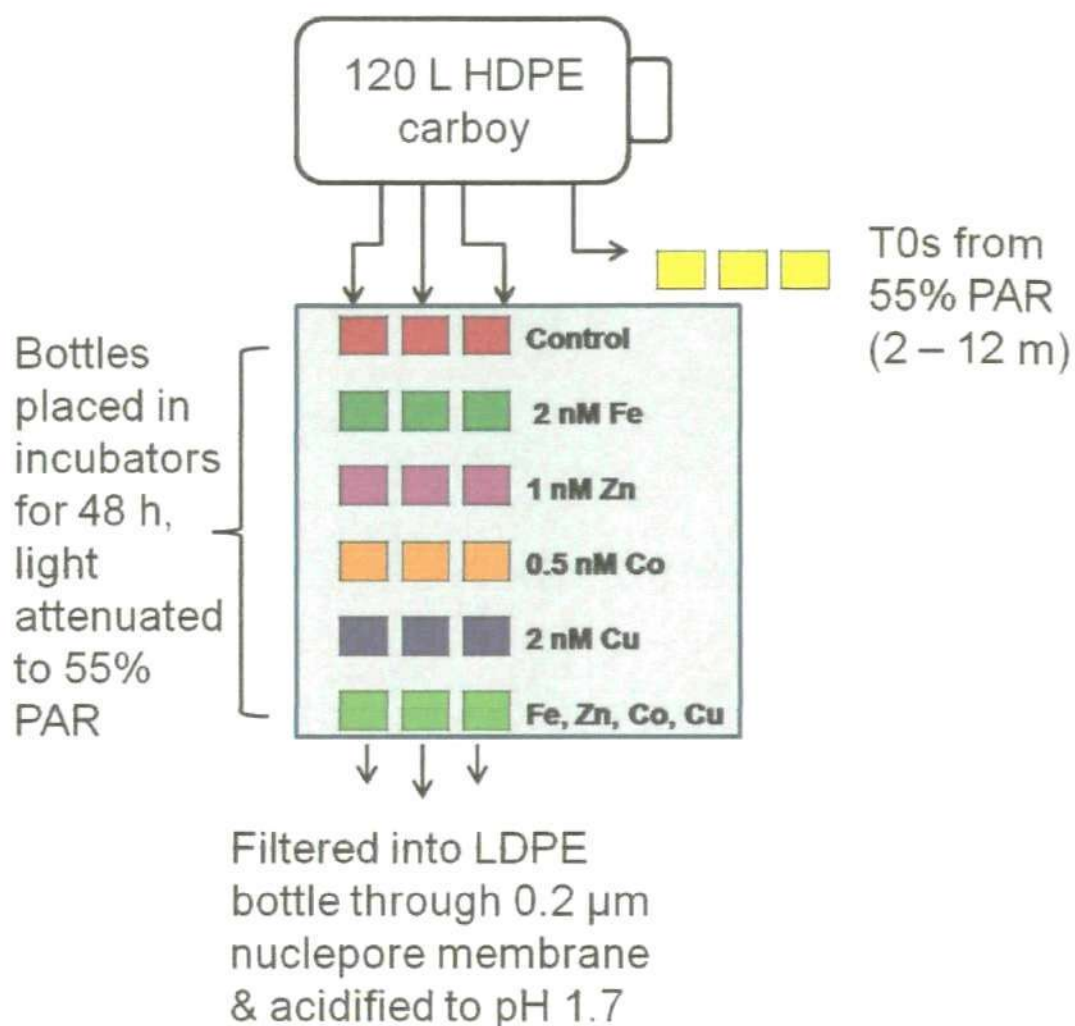 120 L HDPE
carboy
T0s from
55% PAR
(2 – 12 m)
Bottles
placed in
incubators
for 48 h,
light
attenuated
to 55%
PAR
Control
2 nM Fe
1 nM Zn
0.5 nM Co
2 nM Cu
Fe, Zn, Co, Cu
Filtered into LDPE
bottle through 0.2 µm
nuclepore membrane
& acidified to pH 1.7